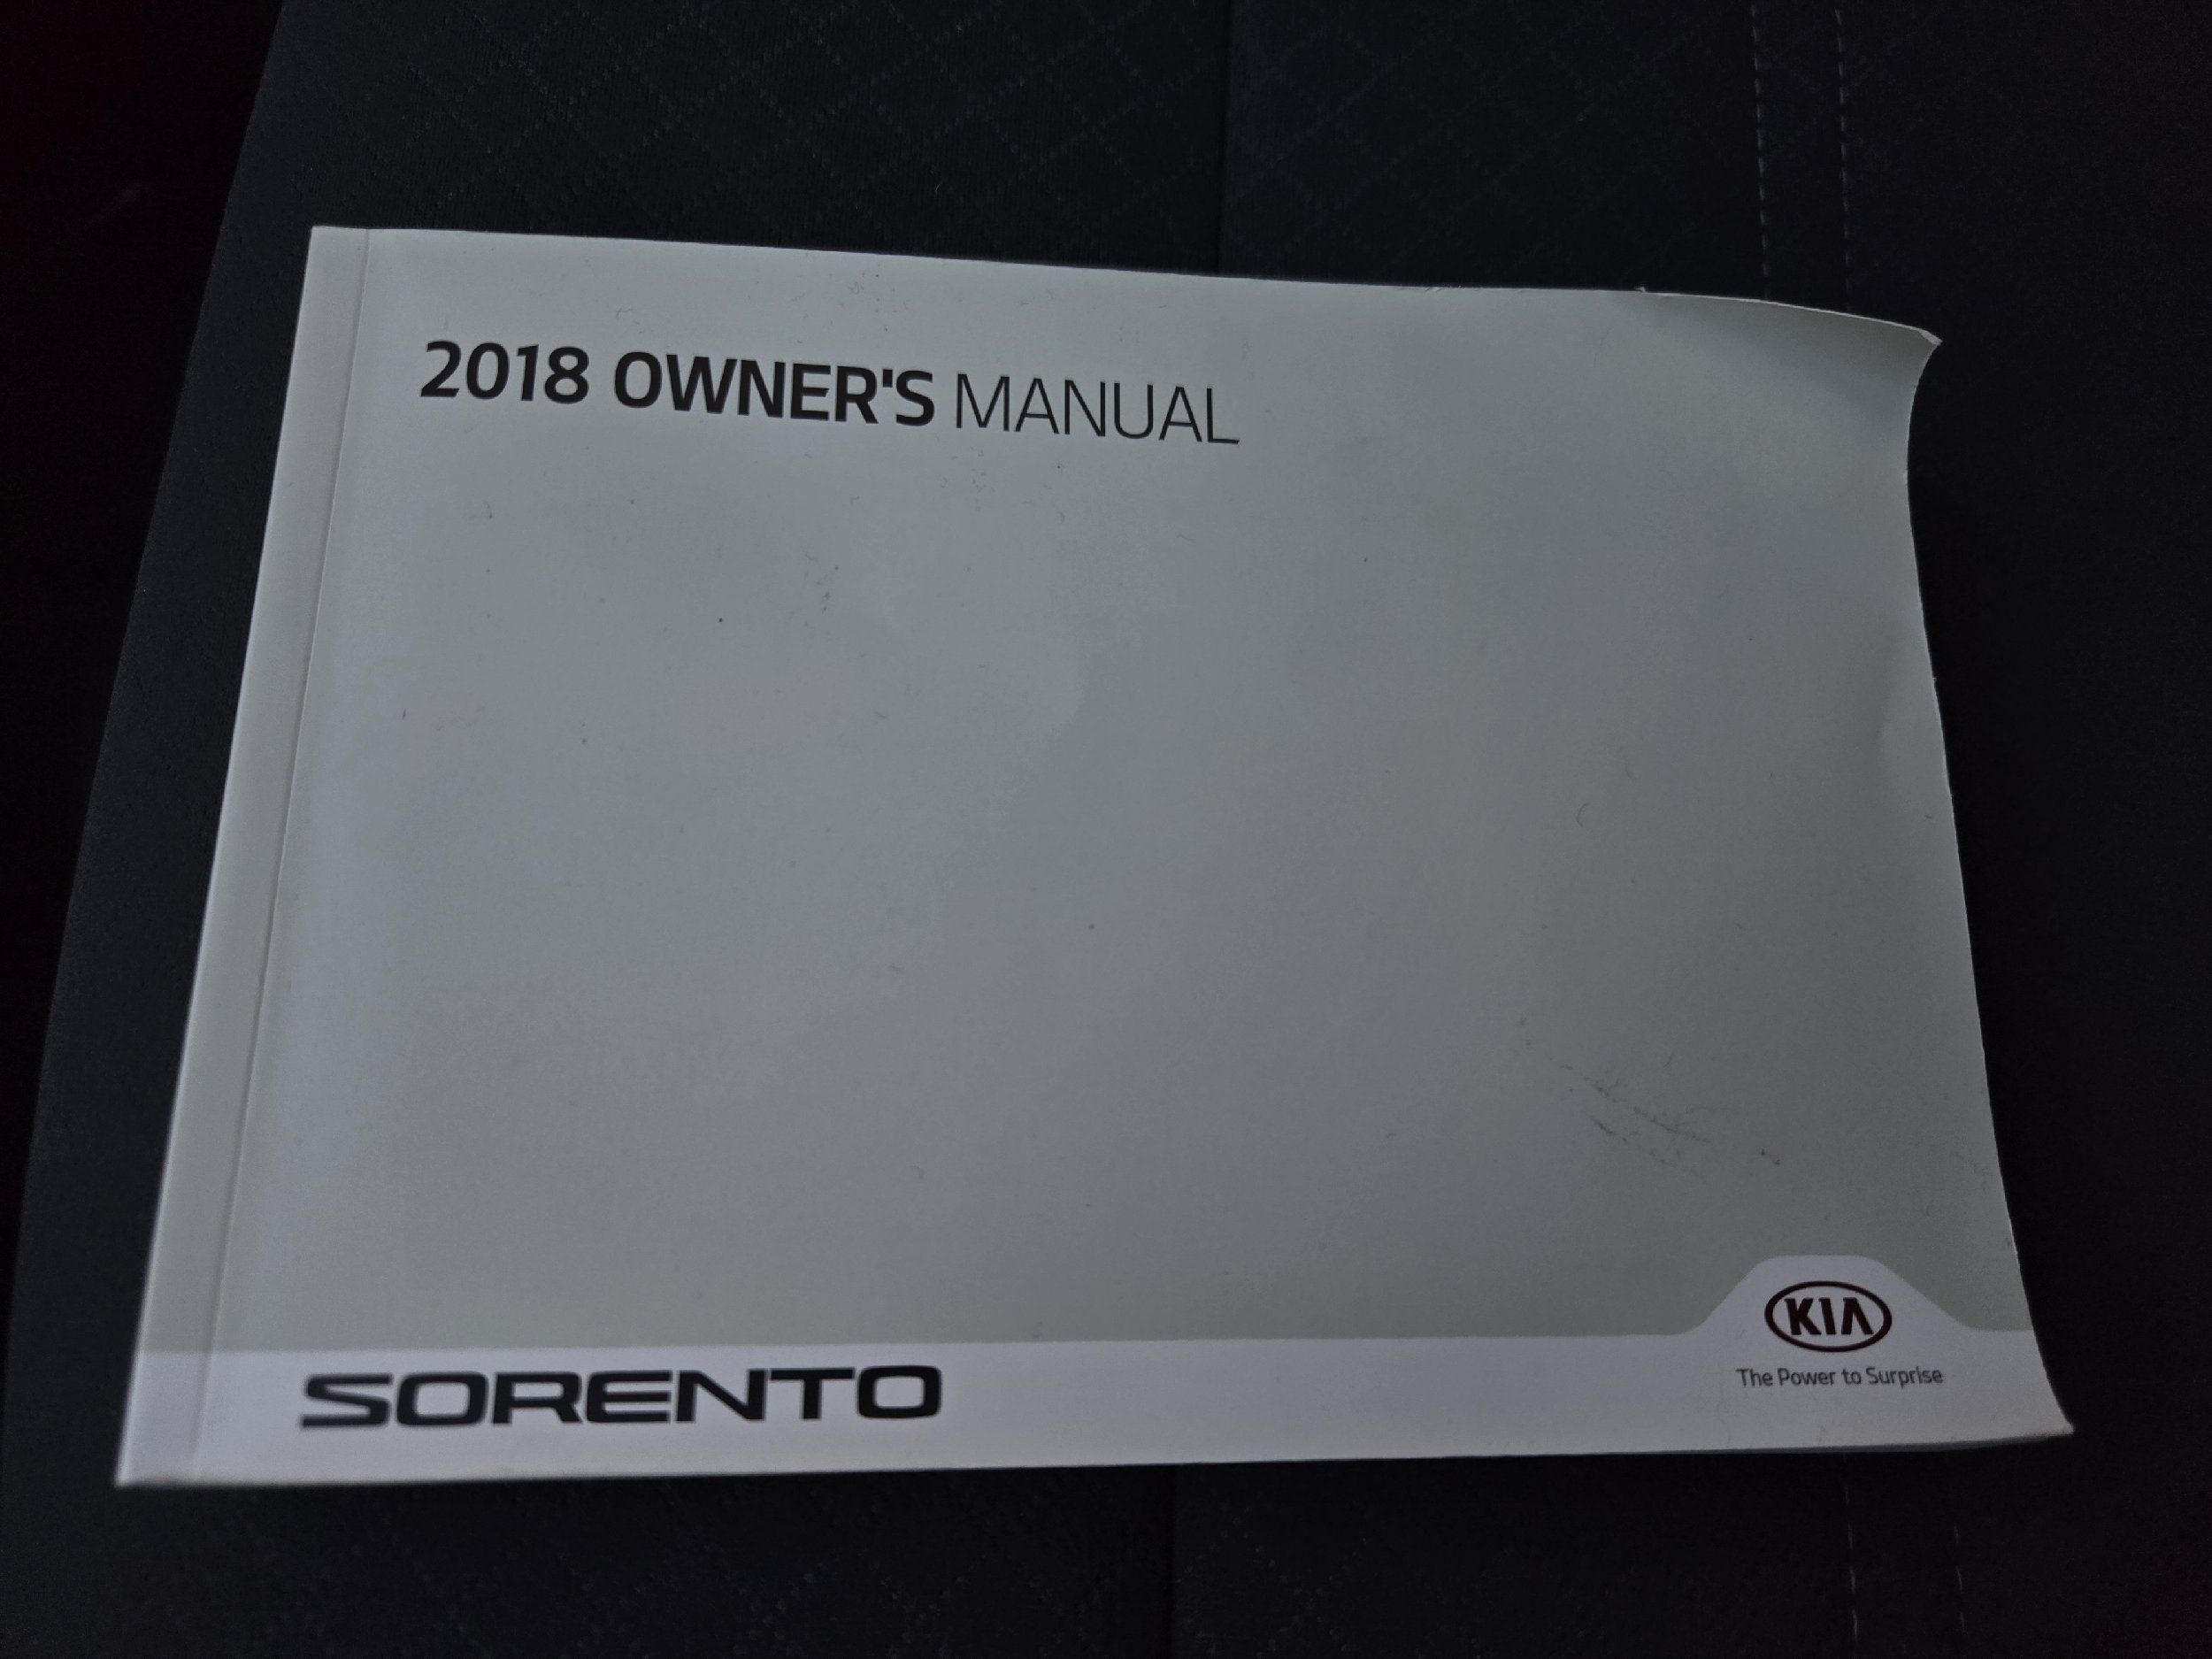 2018 OWNER'S MANUAL
SORENTO
KIA
The Power to Surprise